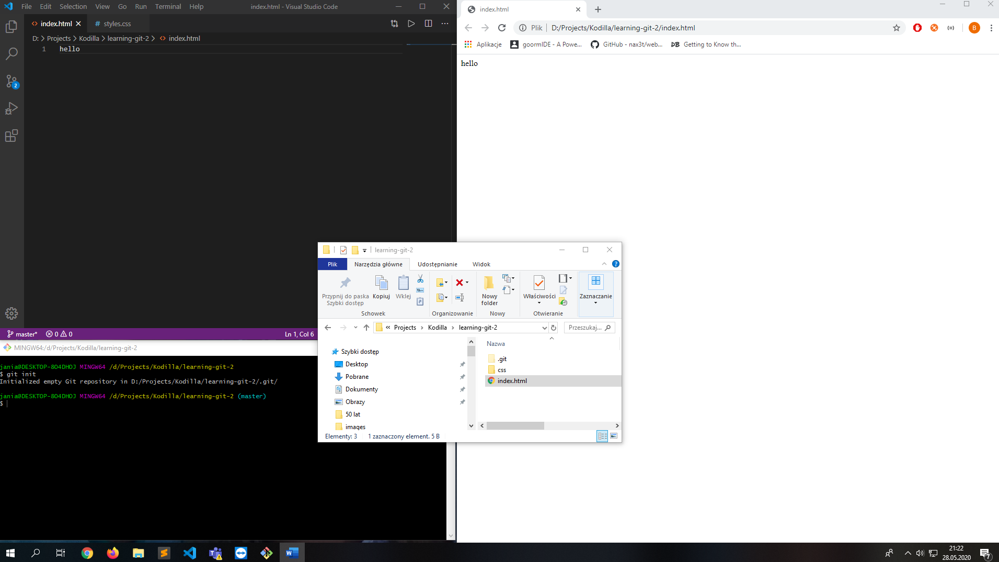 File Edit Selection View Go Run Terminal Help
index.html - Visual Studio Code
index.html
styles.css
D: > Projects > Kodilla > learning-git-2 > index.html
1 hello
2
master* 0 0
Ln 1, Col 6
index.html
Plik D:/Projects/Kodilla/learning-git-2/index.html
B
Aplikacje goormIDE - A Powe... GitHub - nax3t/web... DB Getting to Know th...
hello
MINGW64:/d/Projects/Kodilla/learning-git-2
jania@DESKTOP-8O4DHOJ MINGW64 /d/Projects/Kodilla/learning-git-2
$ git init
Initialized empty Git repository in D:/Projects/Kodilla/learning-git-2/.git/
jania@DESKTOP-8O4DHOJ MINGW64 /d/Projects/Kodilla/learning-git-2 (master)
$
learning-git-2
Plik Narzędzia główne Udostępnianie Widok
Przypnij do paska
Szybki dostęp
Kopiuj
Wklej
Schowek
Organizowanie
Nowy
folder
Nowy
Właściwości
Otwieranie
Zaznaczanie
« Projects > Kodilla > learning-git-2
Przeszukaj...
Szybki dostęp
Desktop
Pobrane
Dokumenty
Obrazy
50 lat
images
Nazwa
.git
css
index.html
Elementy: 3 1 zaznaczony element. 5 B
21:22
28.05.2020
7